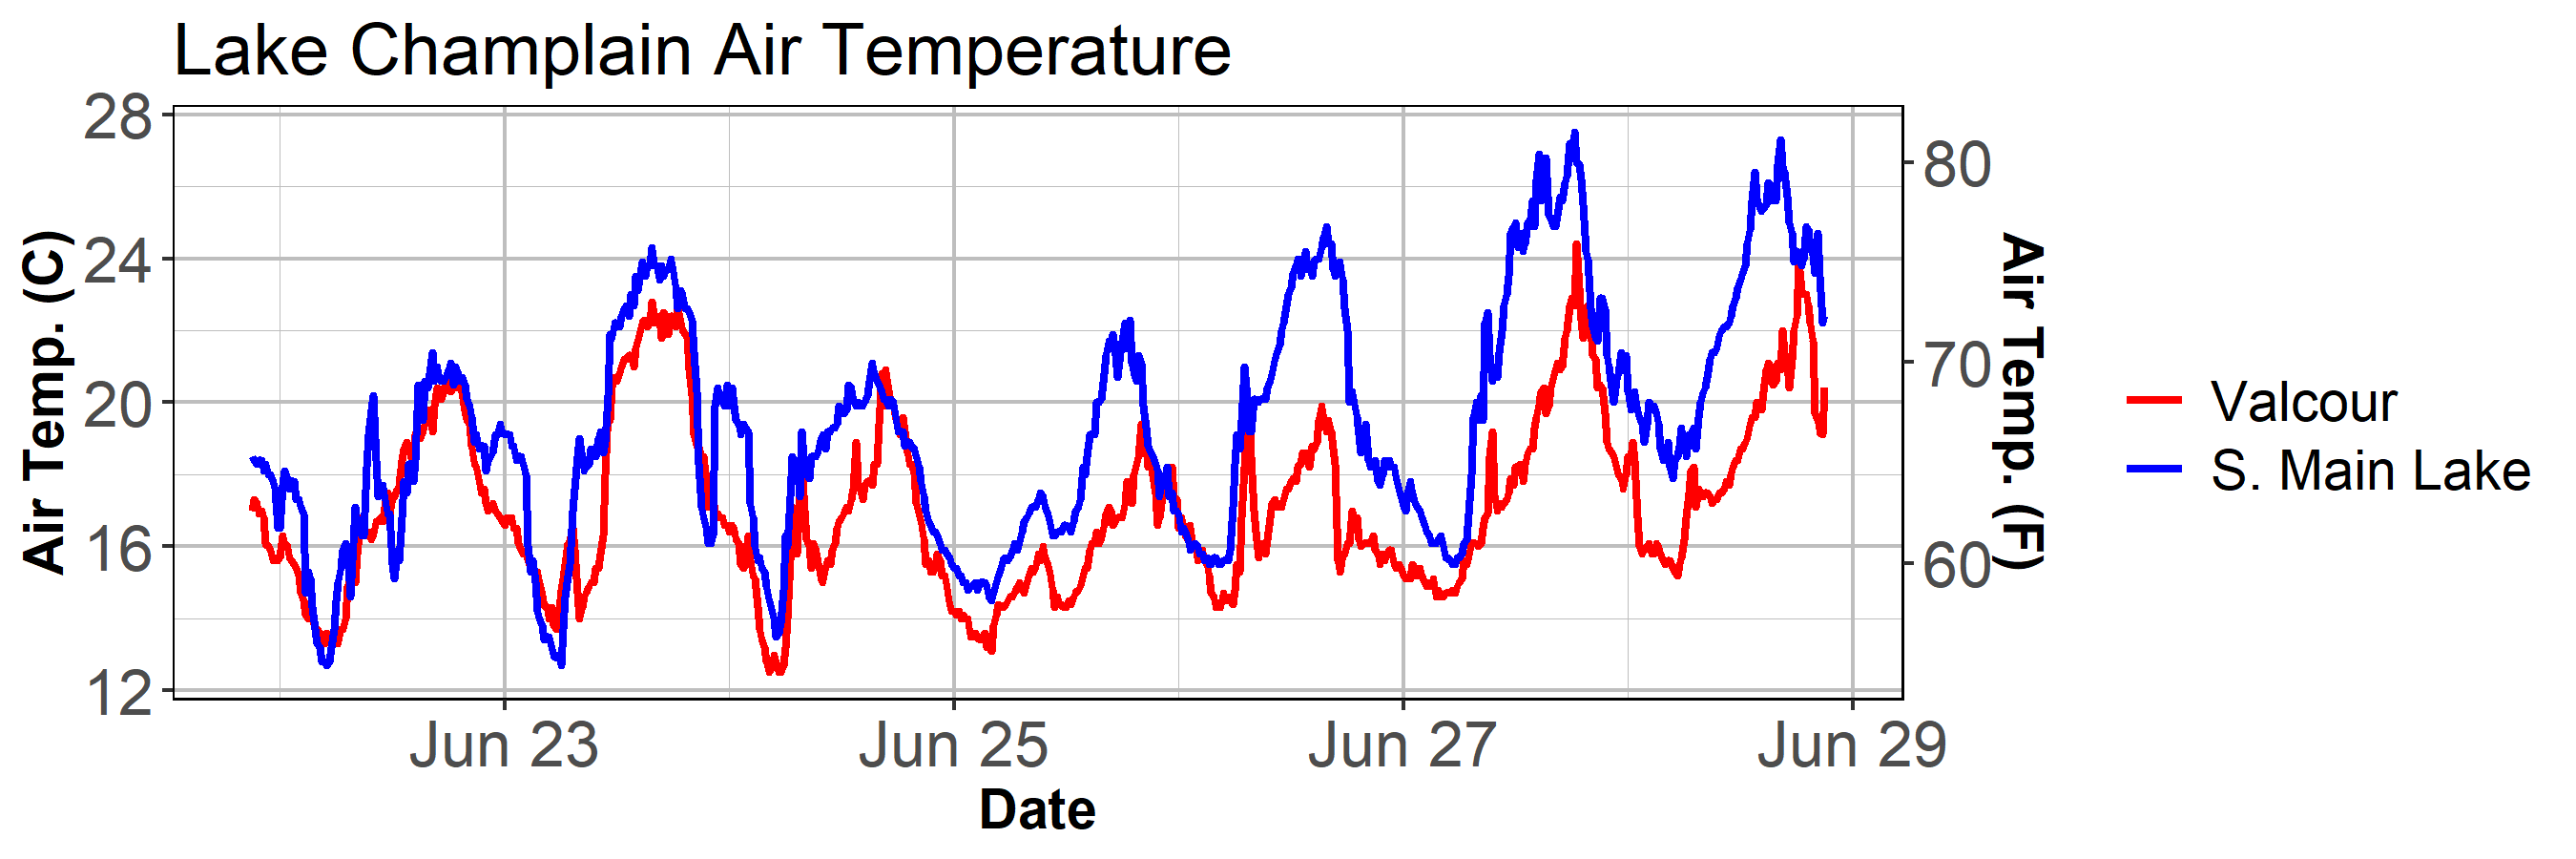 Lake Champlain Air Temperature
28
24
20
16
12
Air Temp. (C)
80
70
60
Air Temp. (F)
Jun 23
Jun 25
Jun 27
Jun 29
Date
Valcour
S. Main Lake